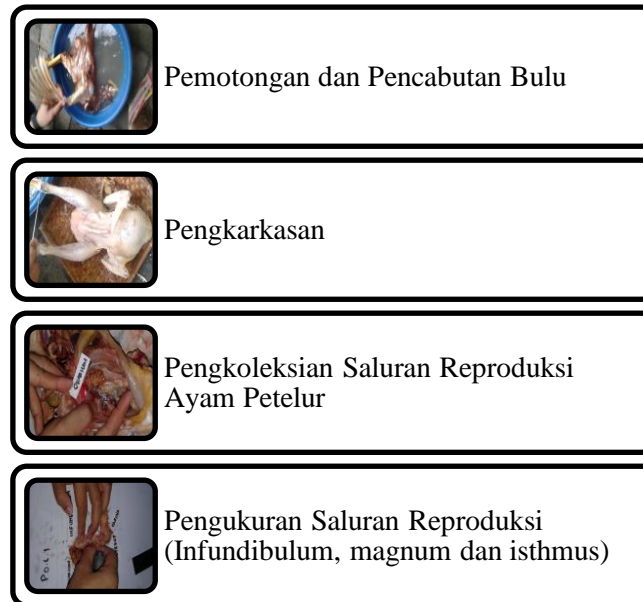 Pemotongan dan Pencabutan Bulu
Pengkarkasan
Pengkoleksian Saluran Reproduksi
Ayam Petelur
Pengukuran Saluran Reproduksi
(Infundibulum, magnum dan isthmus)